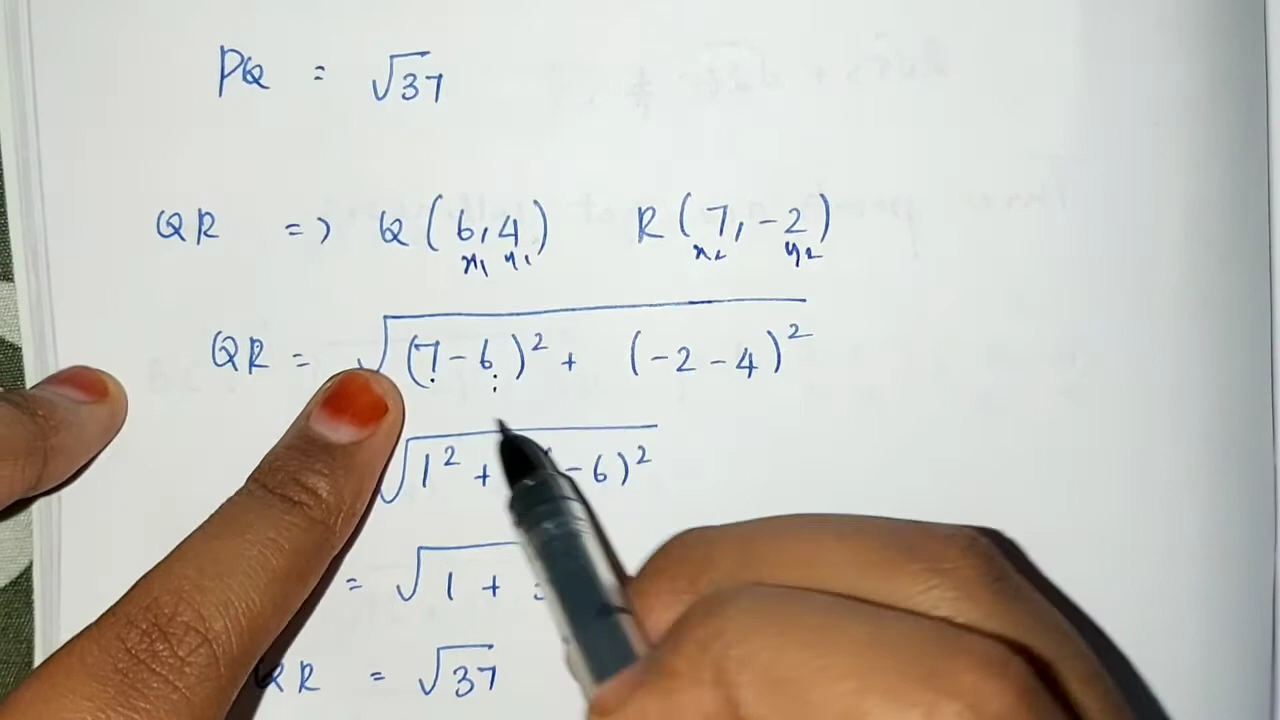 PQ = √37
QR => Q(6,4) R(7,-2)
x₁ y₁ x₂ y₂
QR = √(7-6)² + (-2-4)²
√1² + -6)²
= √1 +
QR = √37